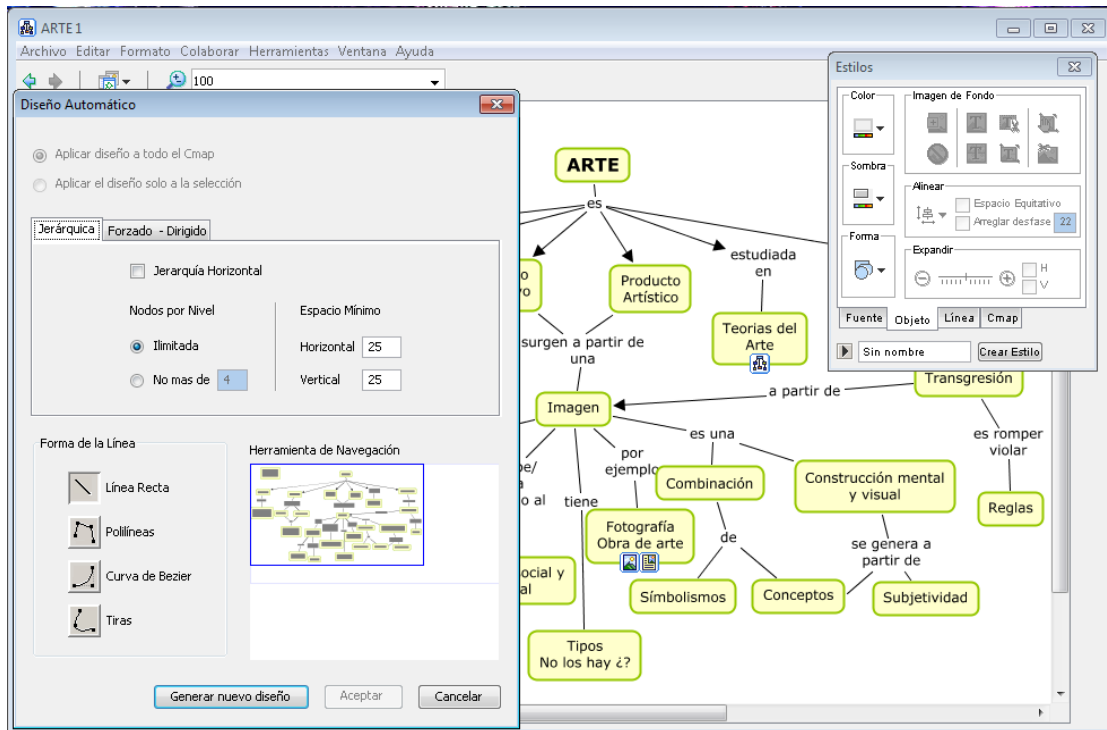 ARTE 1
Archivo Editar Formato Colaborar Herramientas Ventana Ayuda
100
Diseño Automático
Aplicar diseño a todo el Cmap
Aplicar el diseño solo a la selección
Jerárquica
Forzado - Dirigido
Jerarquía Horizontal
Nodos por Nivel
Espacio Mínimo
Ilimitada
Horizontal 25
No mas de 4
Vertical 25
Forma de la Línea
Herramienta de Navegación
Línea Recta
Polilíneas
Curva de Bezier
Tiras
Generar nuevo diseño
Aceptar
Cancelar
ARTE
es
o
vo
Producto
Artístico
estudiada
en
Teorias del
Arte
surgen a partir de
una
Imagen
a partir de
Transgresión
es romper
violar
Reglas
be/
a
o al
tiene
por
ejemplo
Fotografía
Obra de arte
es una
Combinación
Construcción mental
y visual
de
se genera a
partir de
ocial y
al
Símbolismos
Conceptos
Subjetividad
Tipos
No los hay ¿?
Estilos
Color
Imagen de Fondo
Sombra
Alinear
Espacio Equitativo
Arreglar desfase 22
Forma
Expandir
H
V
Fuente Objeto Línea Cmap
Sin nombre
Crear Estilo